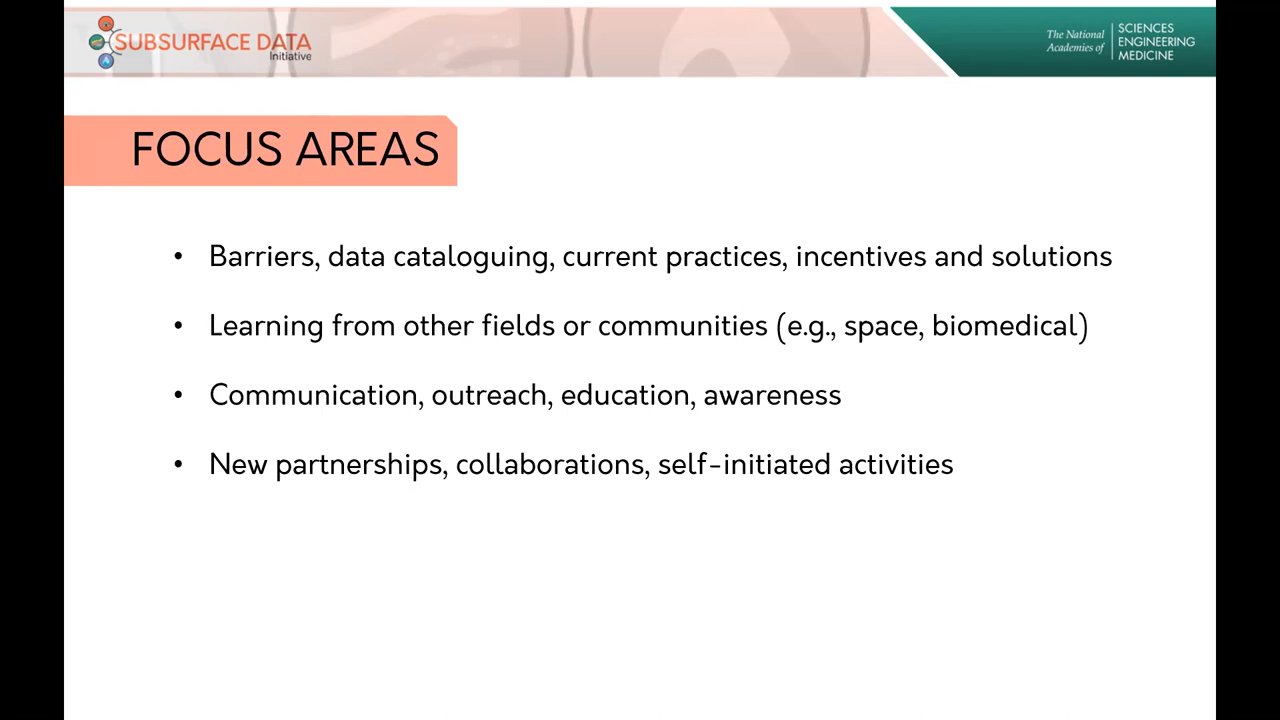 SUBSURFACE DATA
Initiative
The National
Academies of
SCIENCES
ENGINEERING
MEDICINE
FOCUS AREAS
• Barriers, data cataloguing, current practices, incentives and solutions
• Learning from other fields or communities (e.g., space, biomedical)
• Communication, outreach, education, awareness
• New partnerships, collaborations, self-initiated activities